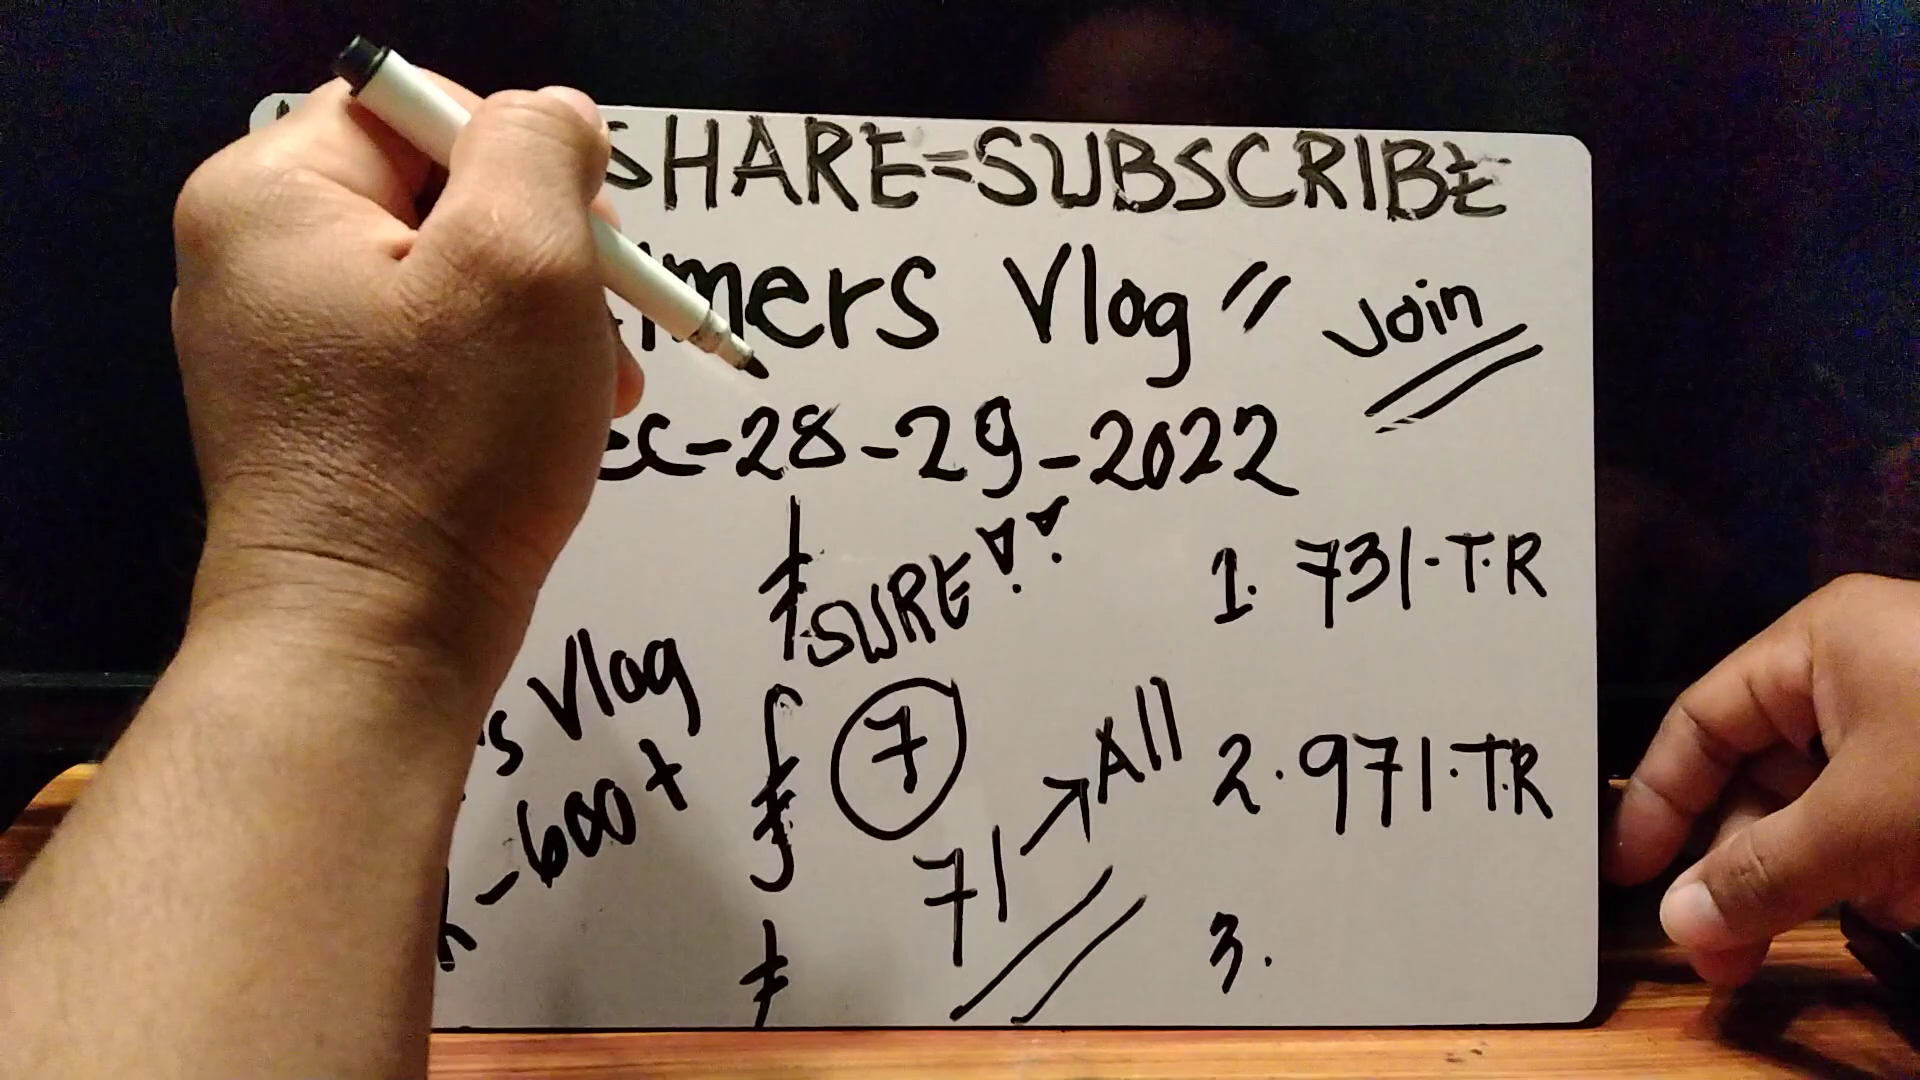 SHARE=SUBSCRIBE
mers Vlog"
Join
ec-28-29-2022
SURE!!
1. 731-T.R
s Vlog
-600+
7
71→All
2. 971.T.R
3.